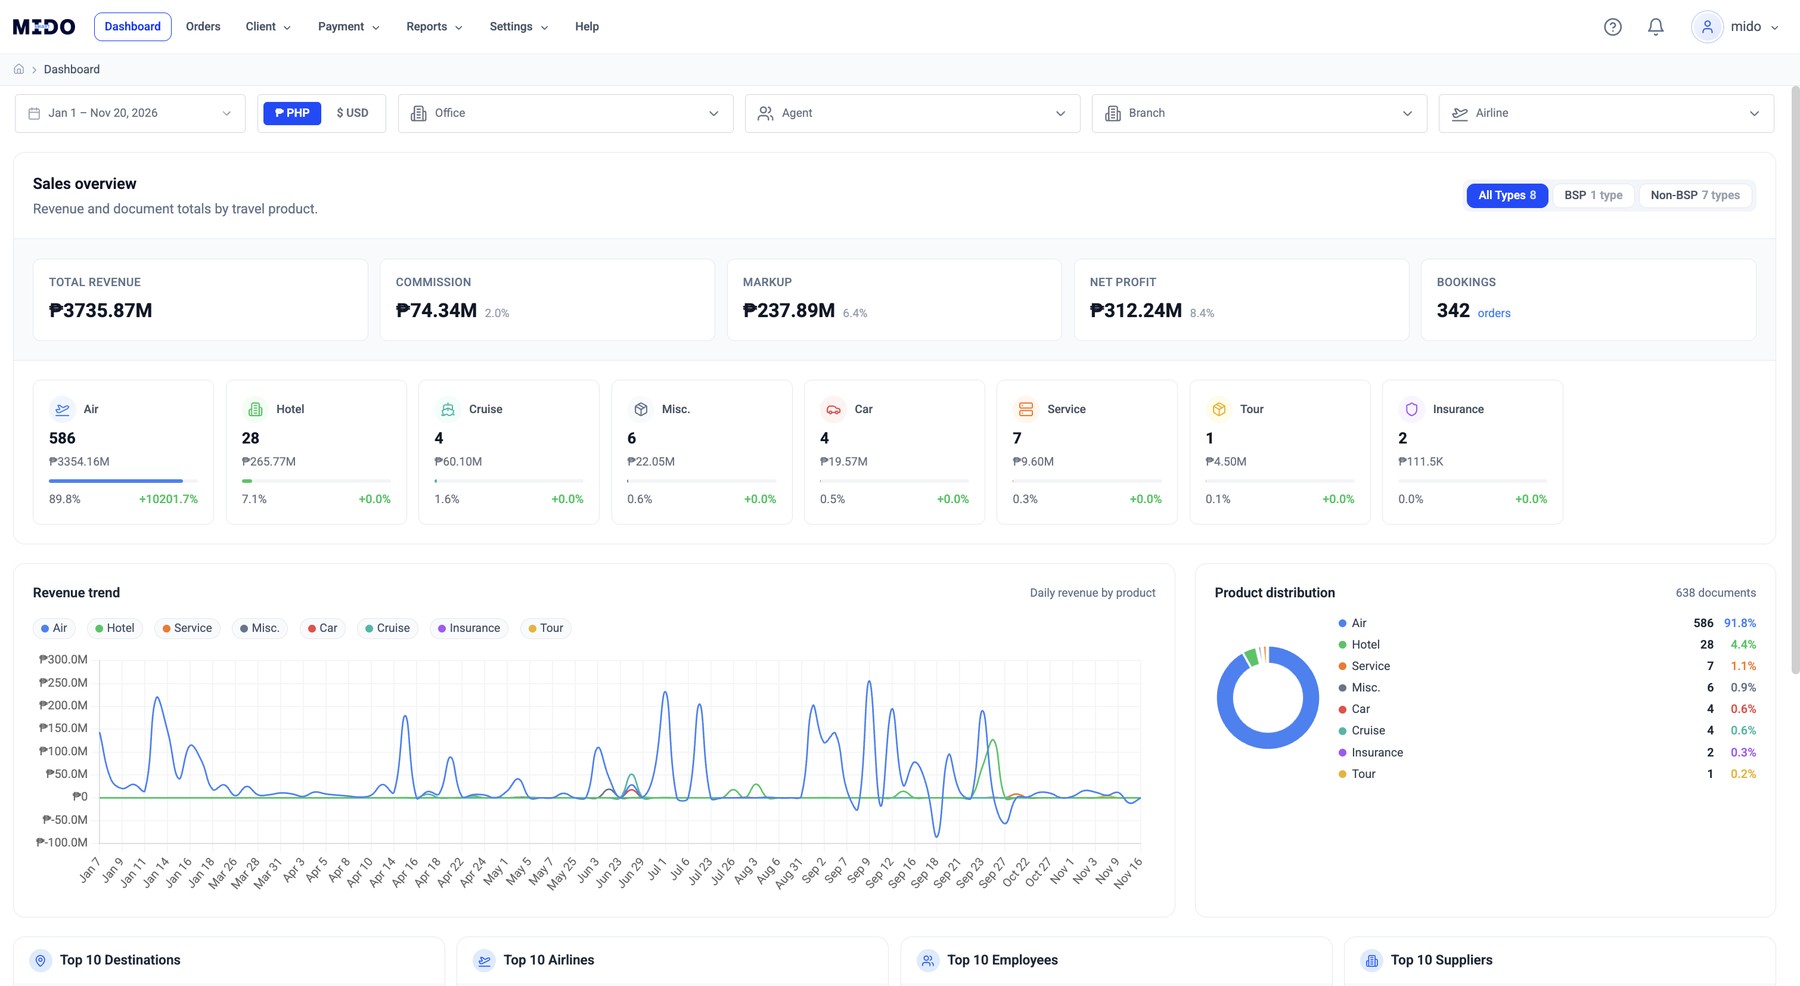 MIDO
Dashboard
Orders
Client
Payment
Reports
Settings
Help
mido
Dashboard
Jan 1 – Nov 20, 2026
₱ PHP
$ USD
Office
Agent
Branch
Airline
Sales overview
Revenue and document totals by travel product.
All Types 8
BSP 1 type
Non-BSP 7 types
TOTAL REVENUE
₱3735.87M
COMMISSION
₱74.34M 2.0%
MARKUP
₱237.89M 6.4%
NET PROFIT
₱312.24M 8.4%
BOOKINGS
342 orders
Air
586
₱3354.16M
89.8% +10201.7%
Hotel
28
₱265.77M
7.1% +0.0%
Cruise
4
₱60.10M
1.6% +0.0%
Misc.
6
₱22.05M
0.6% +0.0%
Car
4
₱19.57M
0.5% +0.0%
Service
7
₱9.60M
0.3% +0.0%
Tour
1
₱4.50M
0.1% +0.0%
Insurance
2
₱111.5K
0.0% +0.0%
Revenue trend
Daily revenue by product
Air
Hotel
Service
Misc.
Car
Cruise
Insurance
Tour
₱300.0M
₱250.0M
₱200.0M
₱150.0M
₱100.0M
₱50.0M
₱0
₱-50.0M
₱-100.0M
Jan 7
Jan 9
Jan 11
Jan 14
Jan 16
Jan 18
Mar 26
Mar 28
Mar 31
Apr 3
Apr 5
Apr 8
Apr 10
Apr 14
Apr 16
Apr 18
Apr 22
Apr 24
May 1
May 5
May 7
May 25
Jun 3
Jun 23
Jun 29
Jul 1
Jul 6
Jul 23
Jul 26
Aug 3
Aug 6
Aug 31
Sep 2
Sep 7
Sep 9
Sep 12
Sep 16
Sep 18
Sep 21
Sep 23
Sep 27
Oct 22
Oct 27
Nov 1
Nov 3
Nov 9
Nov 16
Product distribution
638 documents
Air 586 91.8%
Hotel 28 4.4%
Service 7 1.1%
Misc. 6 0.9%
Car 4 0.6%
Cruise 4 0.6%
Insurance 2 0.3%
Tour 1 0.2%
Top 10 Destinations
Top 10 Airlines
Top 10 Employees
Top 10 Suppliers